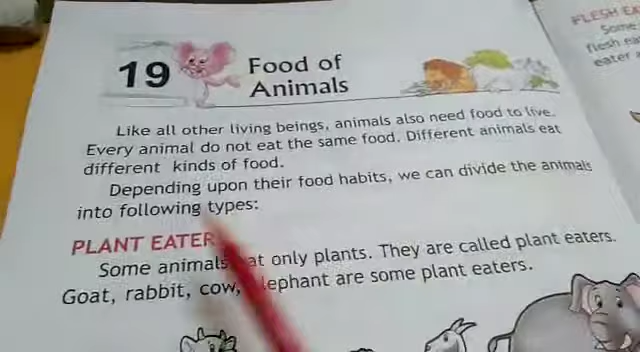 19
Food of
Animals
Like all other living beings, animals also need food to live.
Every animal do not eat the same food. Different animals eat
different kinds of food.
Depending upon their food habits, we can divide the animals
into following types:
PLANT EATER
Some animals at only plants. They are called plant eaters.
Goat, rabbit, cow, lephant are some plant eaters.
FLESH EA
Some
flesh ea
eater a